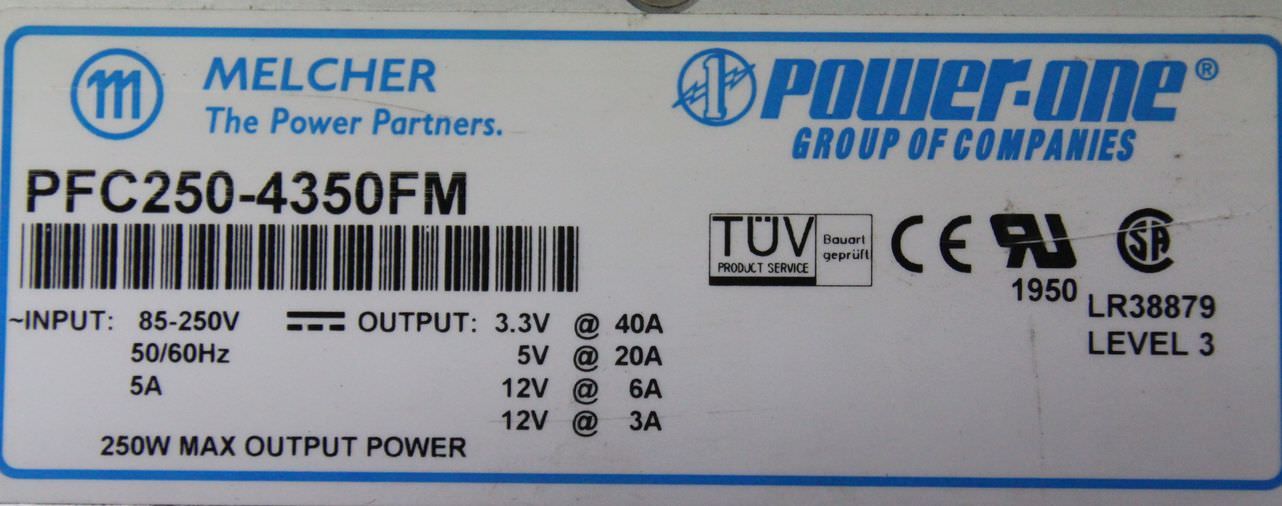 MELCHER
The Power Partners.
POWER-ONE®
GROUP OF COMPANIES
PFC250-4350FM
TÜV
PRODUCT SERVICE
Bauart
geprüft
CE
1950
LR38879
LEVEL 3
~INPUT: 85-250V
50/60Hz
5A
OUTPUT: 3.3V @ 40A
5V @ 20A
12V @ 6A
12V @ 3A
250W MAX OUTPUT POWER